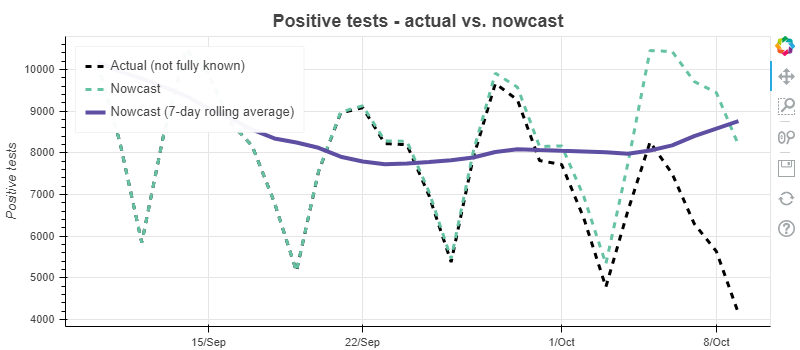 Positive tests - actual vs. nowcast
Actual (not fully known)
Nowcast
Nowcast (7-day rolling average)
Positive tests
10000
9000
8000
7000
6000
5000
4000
15/Sep
22/Sep
1/Oct
8/Oct